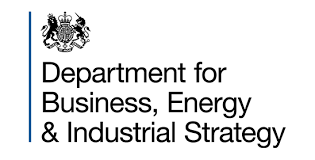 Department for
Business, Energy
& Industrial Strategy